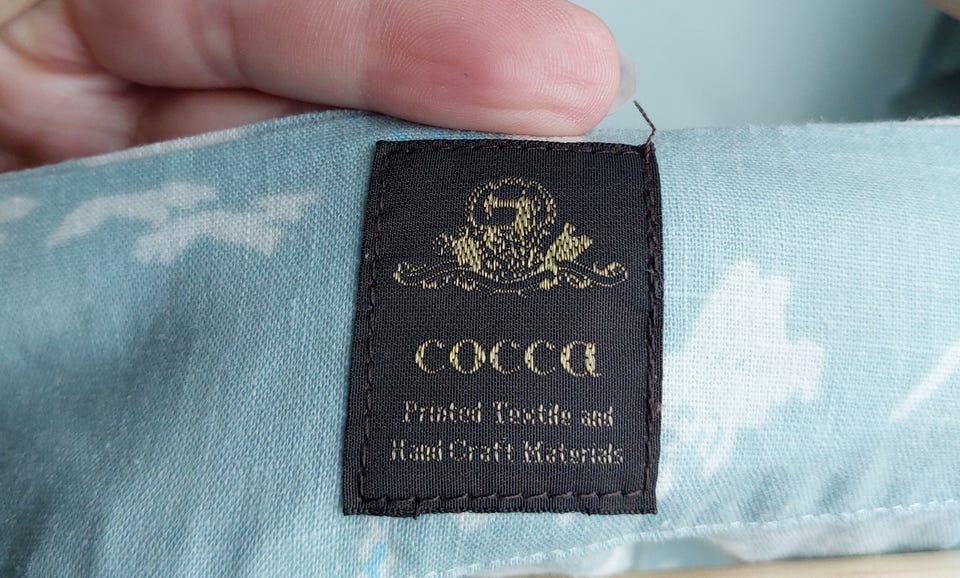 cocca
Printed Textile and
Hand Craft Materials